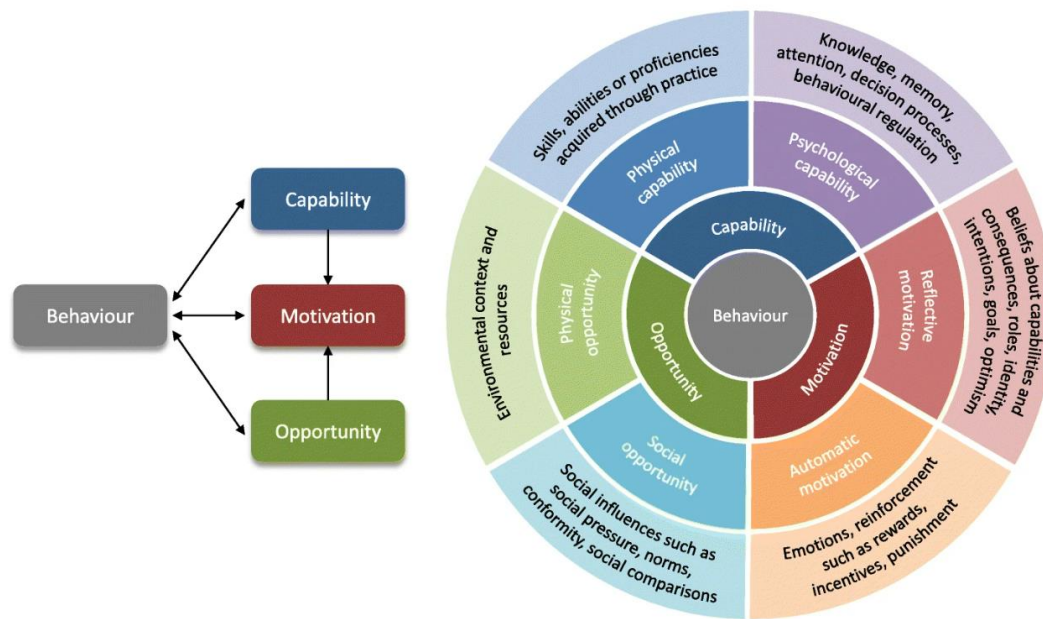 Capability
Behaviour
Motivation
Opportunity
Skills, abilities or proficiencies
acquired through practice
Knowledge, memory,
attention, decision processes,
behavioural regulation
Physical
capability
Psychological
capability
Capability
Environmental context and
resources
Physical
opportunity
Opportunity
Behaviour
Motivation
Reflective
motivation
Beliefs about capabilities and
consequences, roles, identity,
intentions, goals, optimism
Social
opportunity
Automatic
motivation
Social influences such as
social pressure, norms,
conformity, social comparisons
Emotions, reinforcement
such as rewards,
incentives, punishment